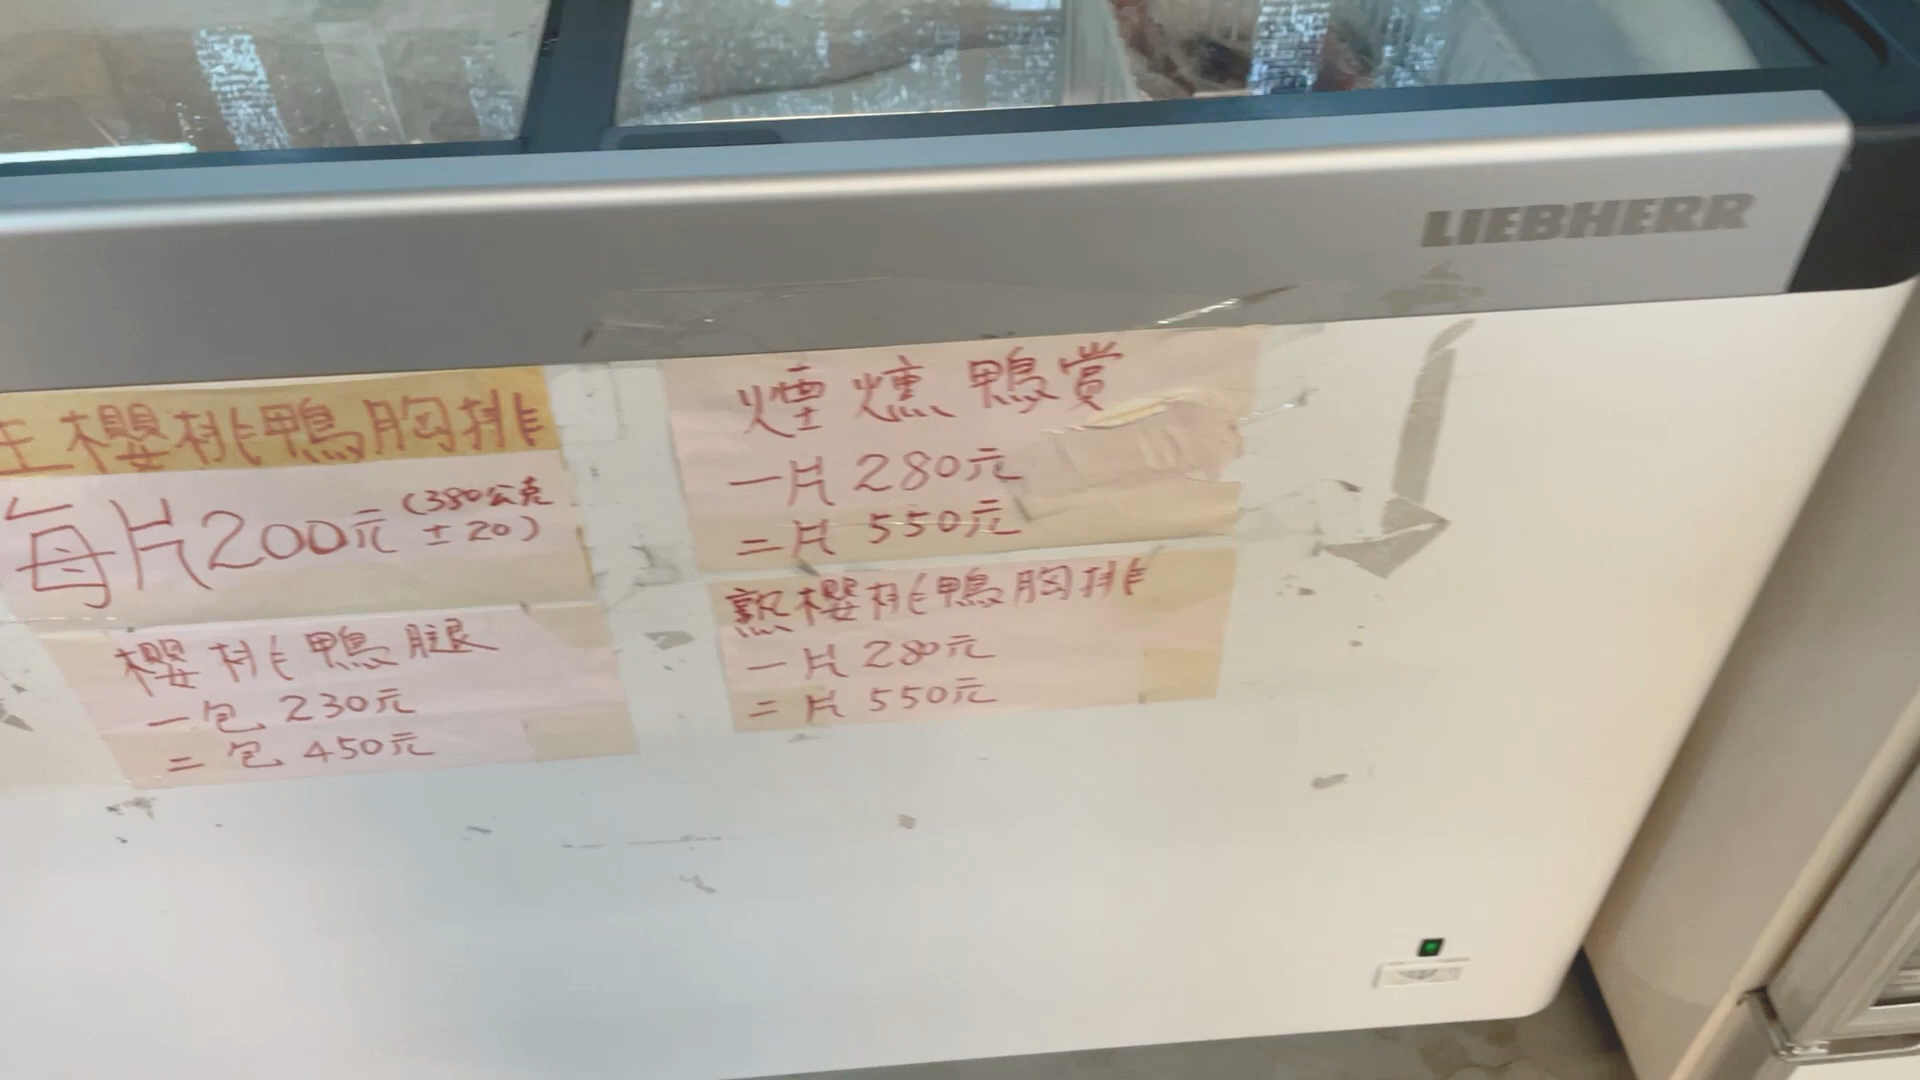 LIEBHERR
生櫻桃鴨胸排
每片200元(380公克
±20)
櫻桃鴨腿
一包230元
二包450元
煙燻鴨賞
一片280元
二片550元
熟櫻桃鴨胸排
一片280元
二片550元